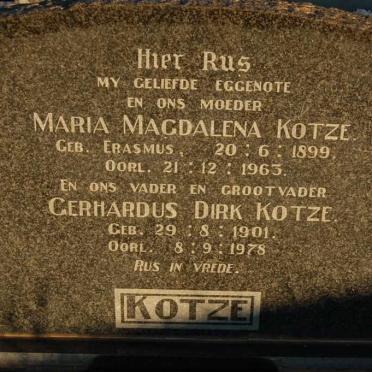 Hier Rus
MY GELIEFDE EGGENOTE
EN ONS MOEDER
MARIA MAGDALENA KOTZE.
GEB. ERASMUS, 20:6:1899.
OORL. 21:12:1963.
EN ONS VADER EN GROOTVADER
GERHARDUS DIRK KOTZE.
GEB. 29:8:1901.
OORL. 8:9:1978
RUS IN VREDE.
KOTZE